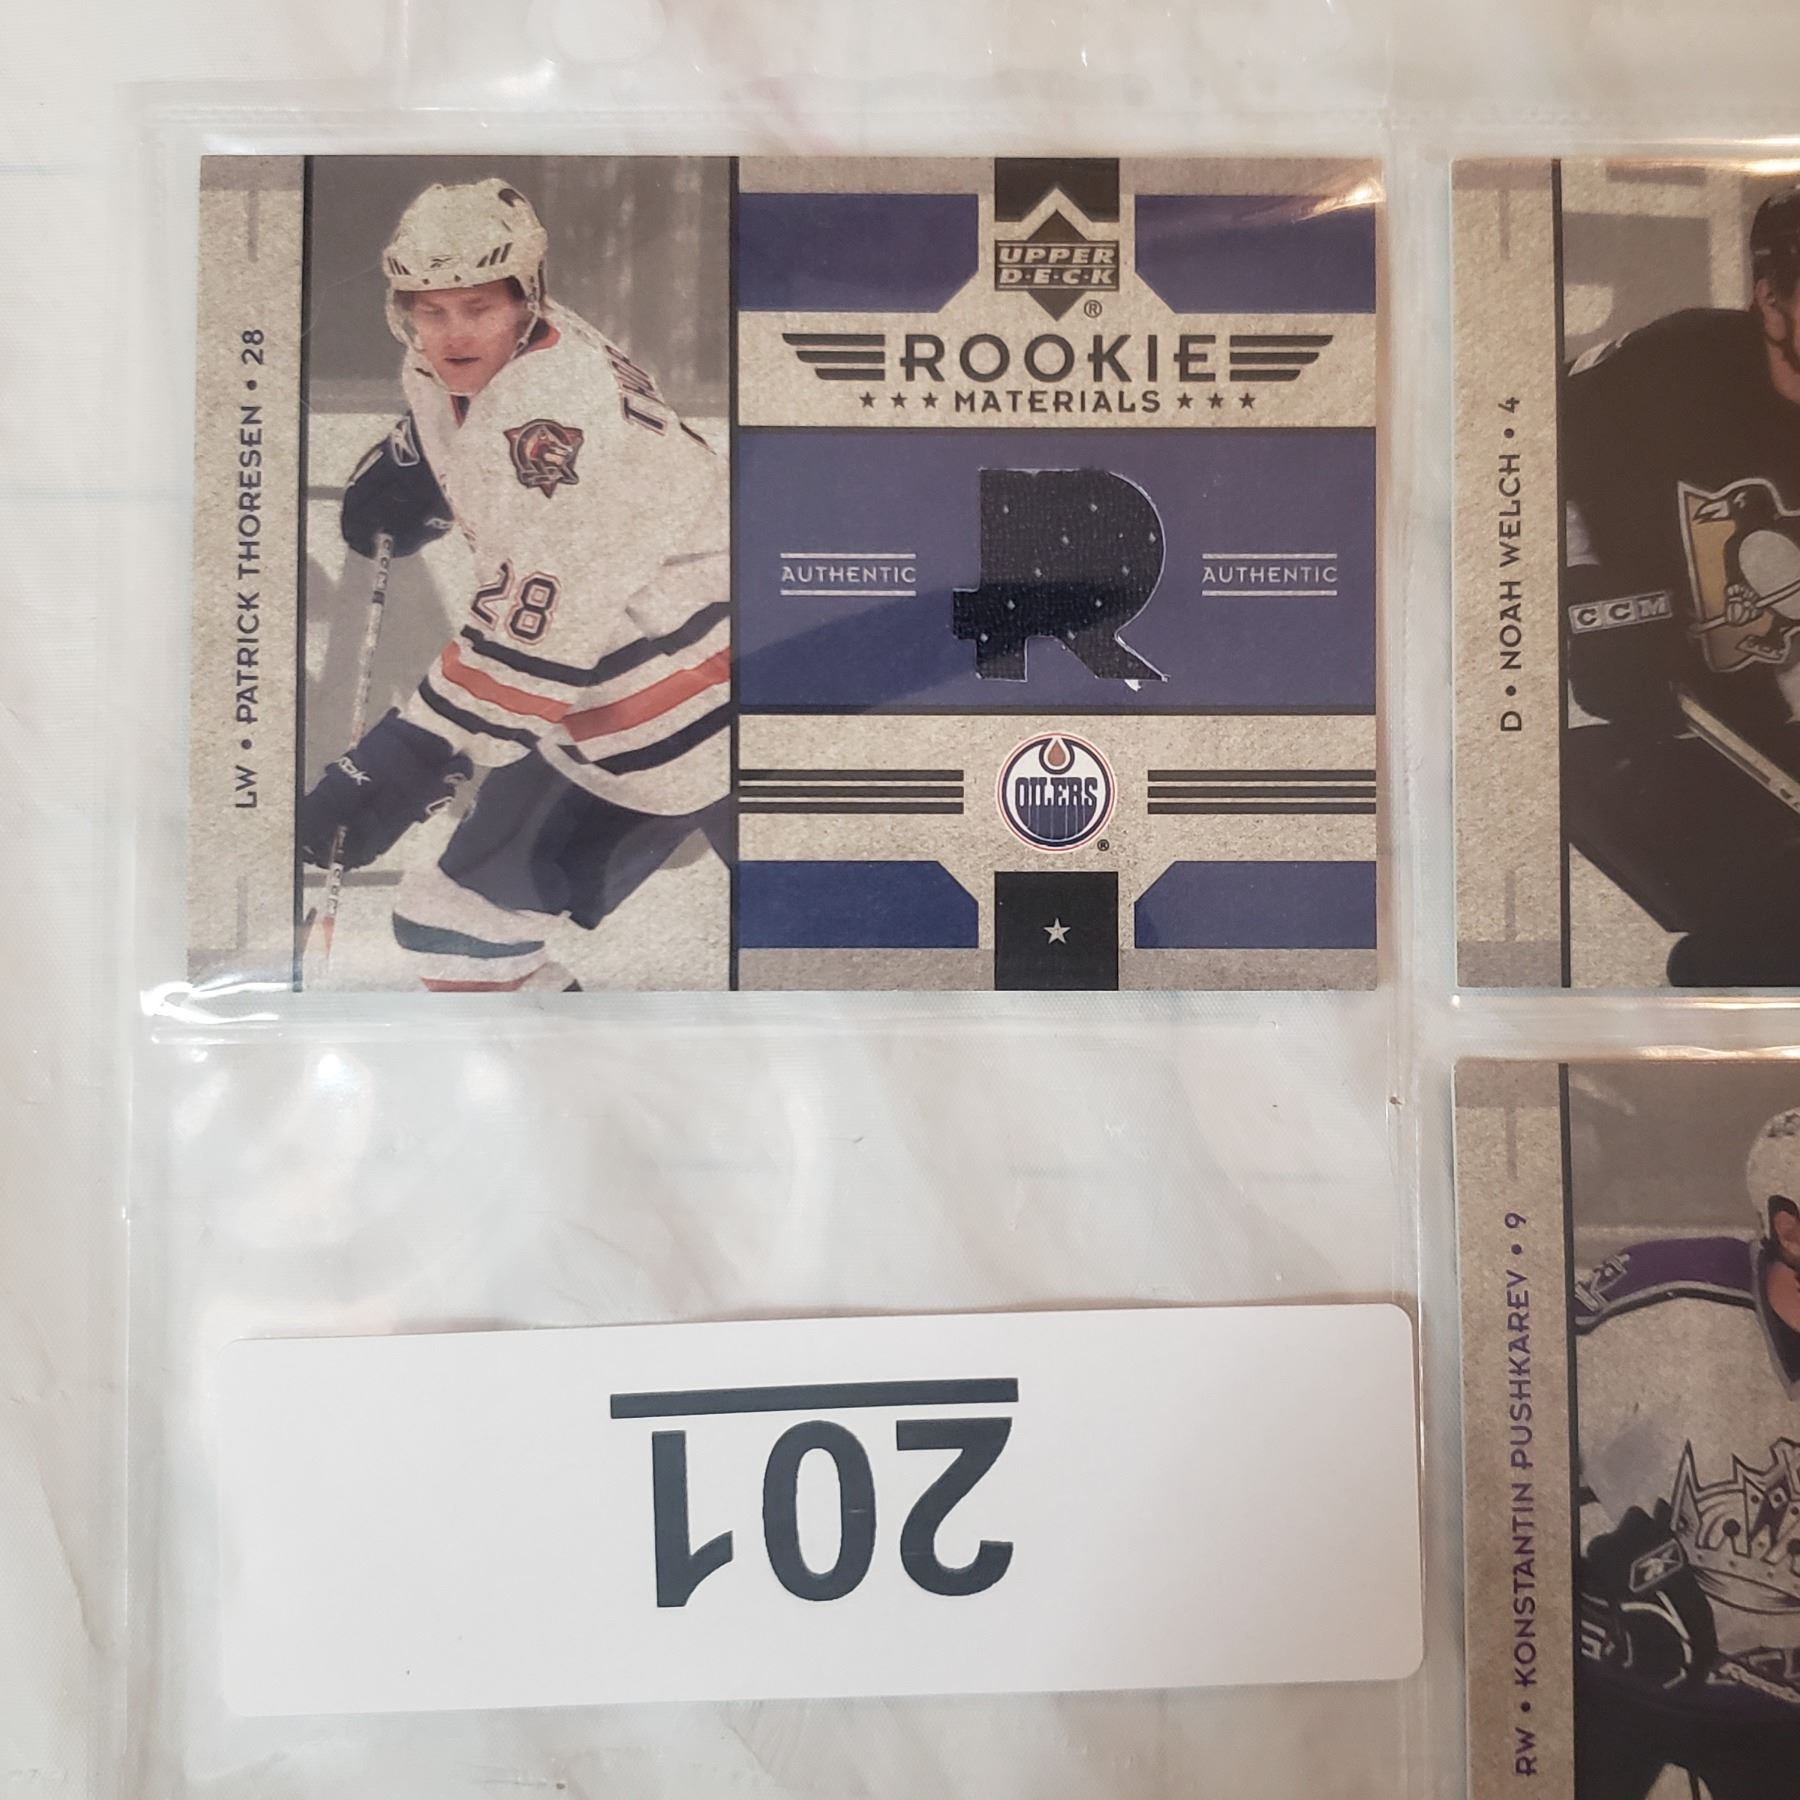 LW • PATRICK THORESEN • 28
28
UPPER
D·E·C·K
®
ROOKIE
★ ★ ★ MATERIALS ★ ★ ★
AUTHENTIC
AUTHENTIC
OILERS
®
D • NOAH WELCH • 4
CCM
RW • KONSTANTIN PUSHKAREV • 9
201